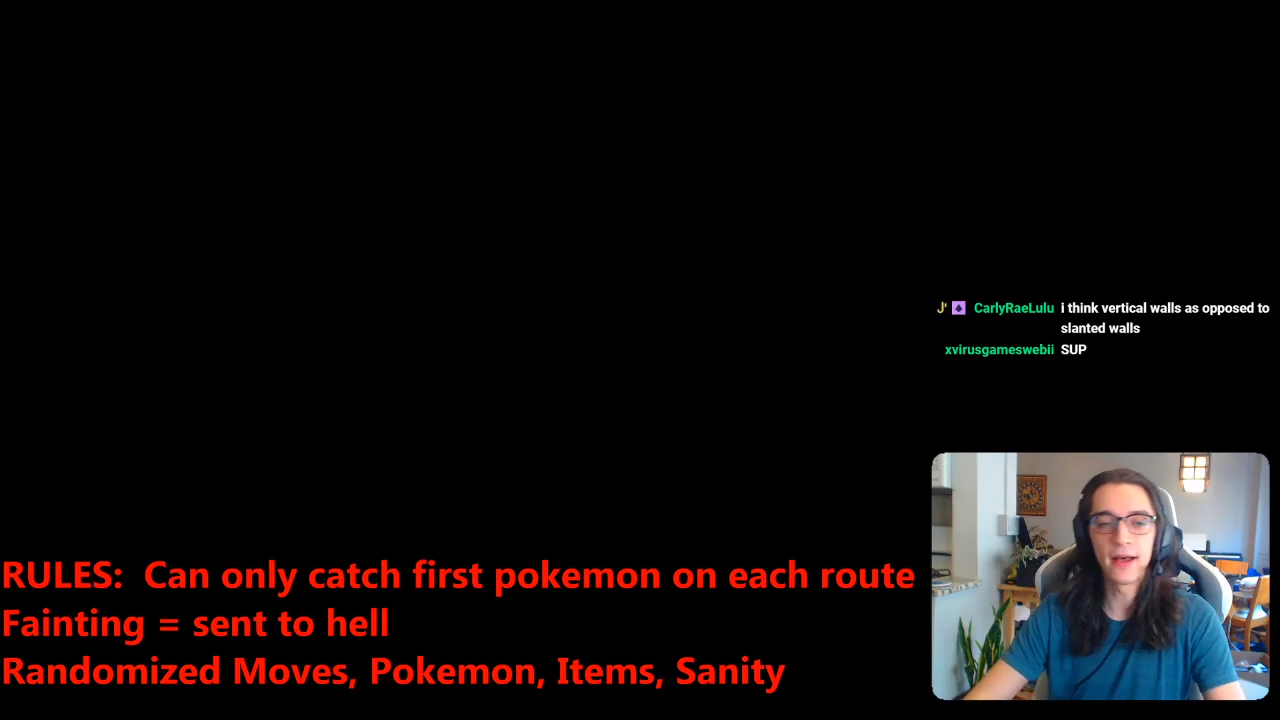 CarlyRaeLulu i think vertical walls as opposed to
slanted walls
xvirusgameswebii SUP
RULES: Can only catch first pokemon on each route
Fainting = sent to hell
Randomized Moves, Pokemon, Items, Sanity